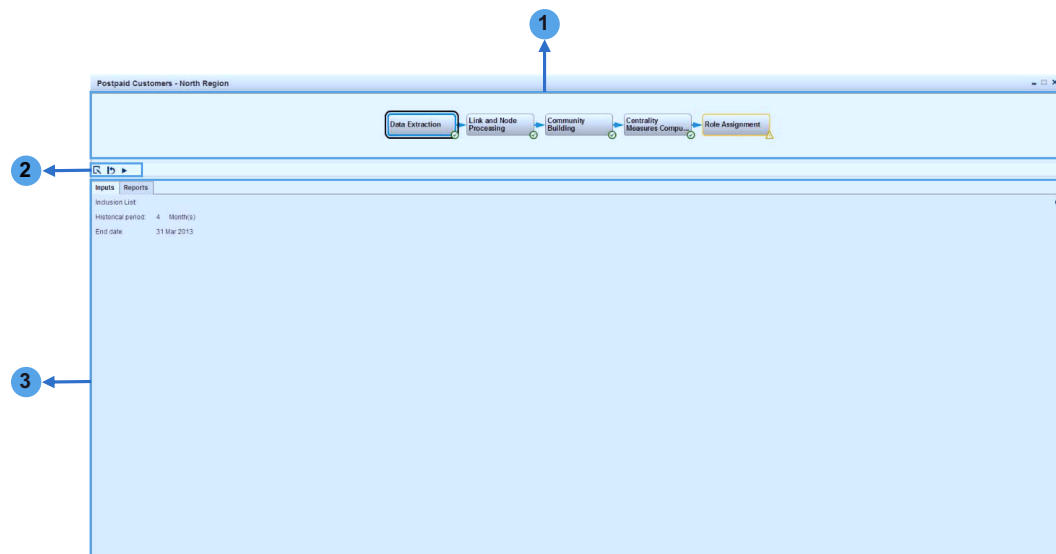 1
Postpaid Customers - North Region
Data Extraction
Link and Node
Processing
Community
Building
Centrality
Measures Compu...
Role Assignment
2
Inputs Reports
Inclusion List
Historical period: 4 Month(s)
End date 31 Mar 2013
3